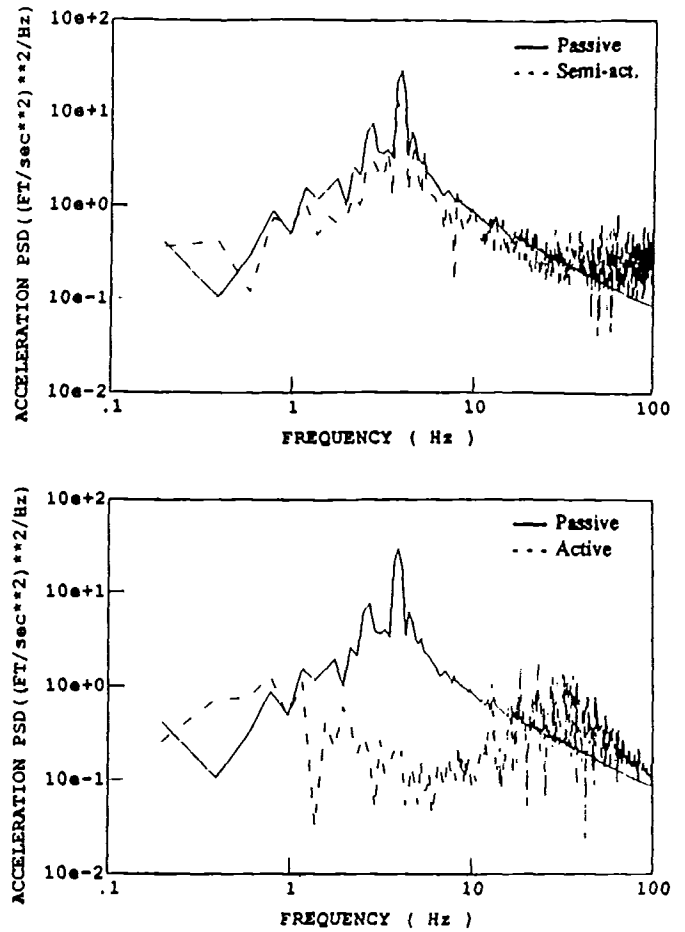 10e+2
10e+1
10e+0
10e-1
10e-2
ACCELERATION PSD((FT/sec**2)**2/Hz)
Passive
Semi-act.
.1
1
10
100
FREQUENCY ( Hz )
10e+2
10e+1
10e+0
10e-1
10e-2
ACCELERATION PSD((FT/sec**2)**2/Hz)
Passive
Active
.1
1
10
100
FREQUENCY ( Hz )